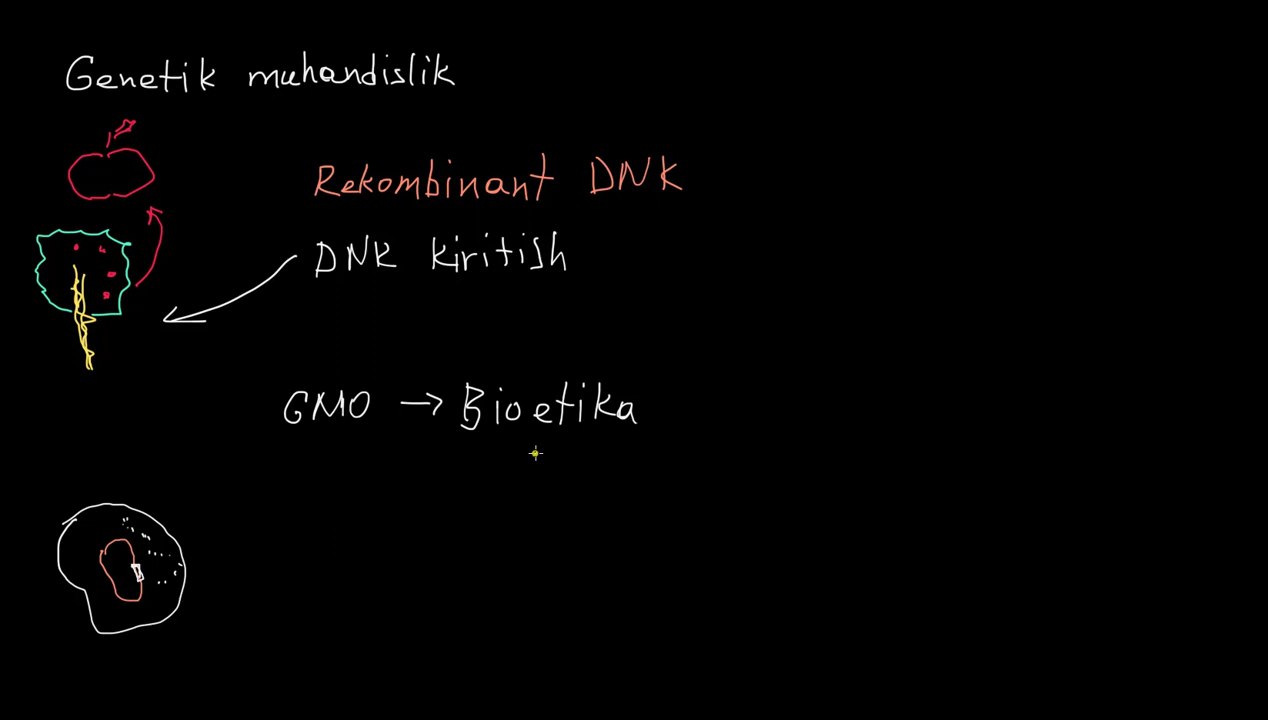 Genetik muhandislik
Rekombinant DNK
DNK kiritish
GMO → Bioetika